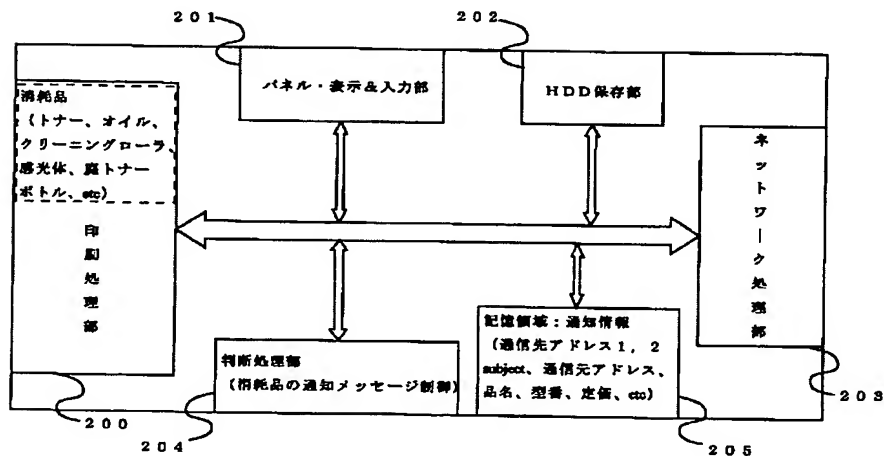 201
202
パネル・表示＆入力部
HDD保存部
消耗品
(トナー、オイル、
クリーニングローラ、
感光体、廃トナー
ボトル、etc)
印刷処理部
ネットワーク処理部
判断処理部
(消耗品の通知メッセージ制御)
記憶領域：通知情報
(通信先アドレス1，2
subject、通信元アドレス、
品名、型番、定価、etc)
200
204
205
203